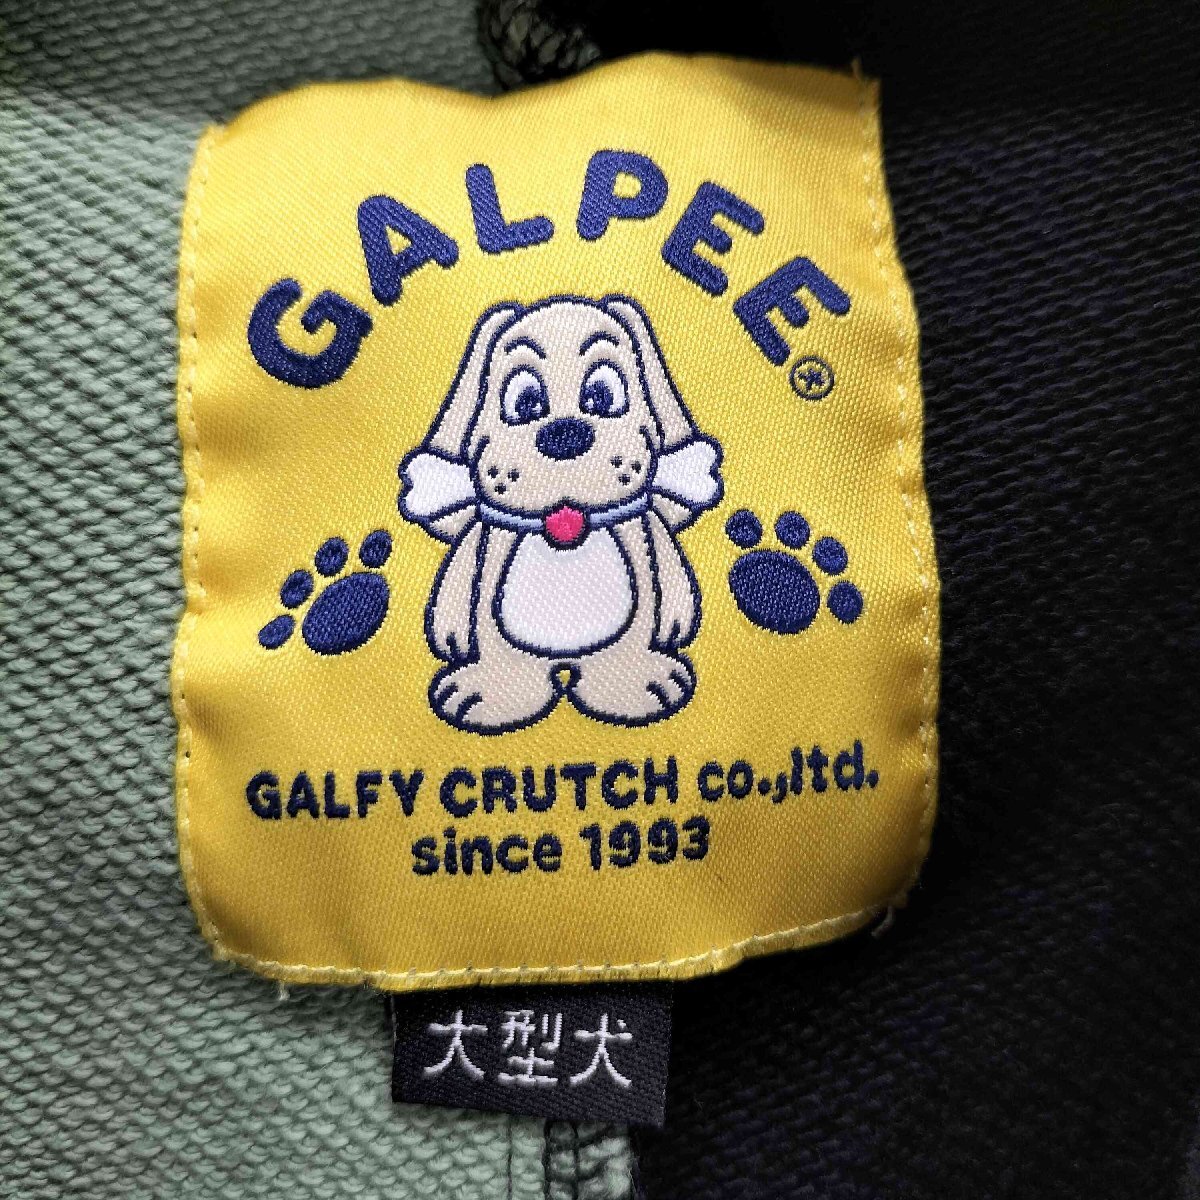 GALPEE®
GALFY CRUTCH co.,ltd.
since 1993
大型犬